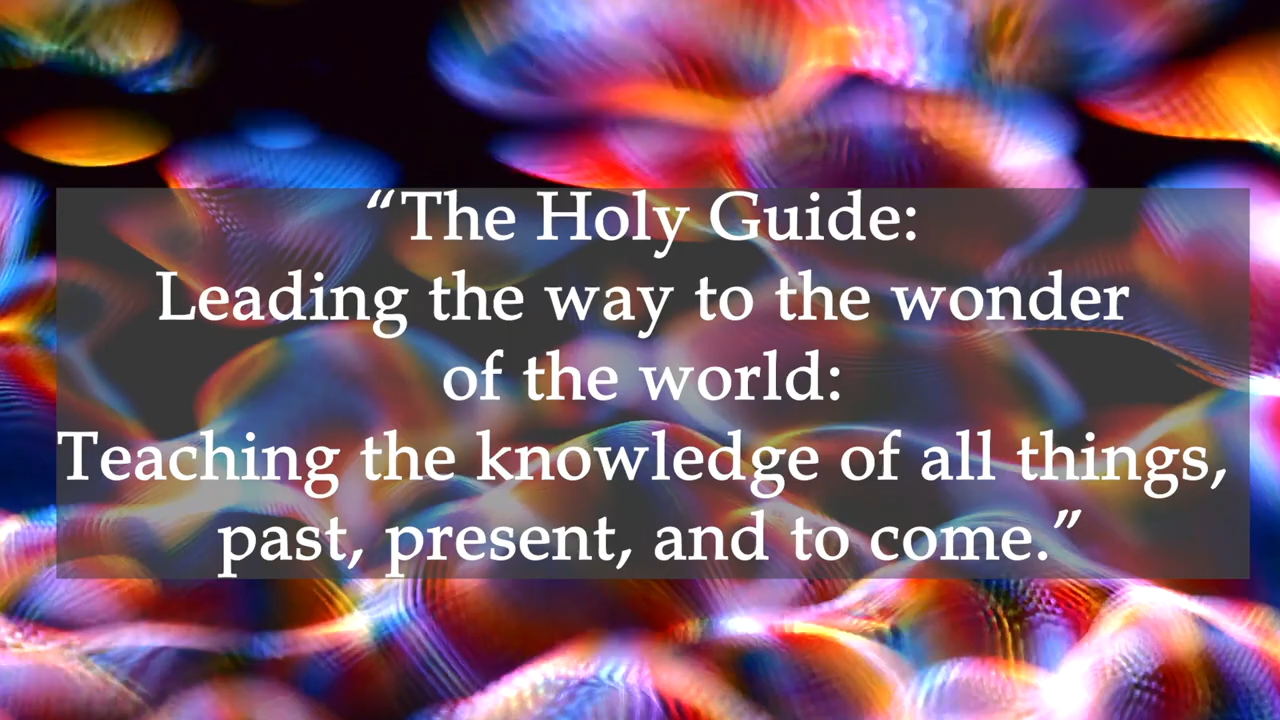 “The Holy Guide:
Leading the way to the wonder
of the world:
Teaching the knowledge of all things,
past, present, and to come.”